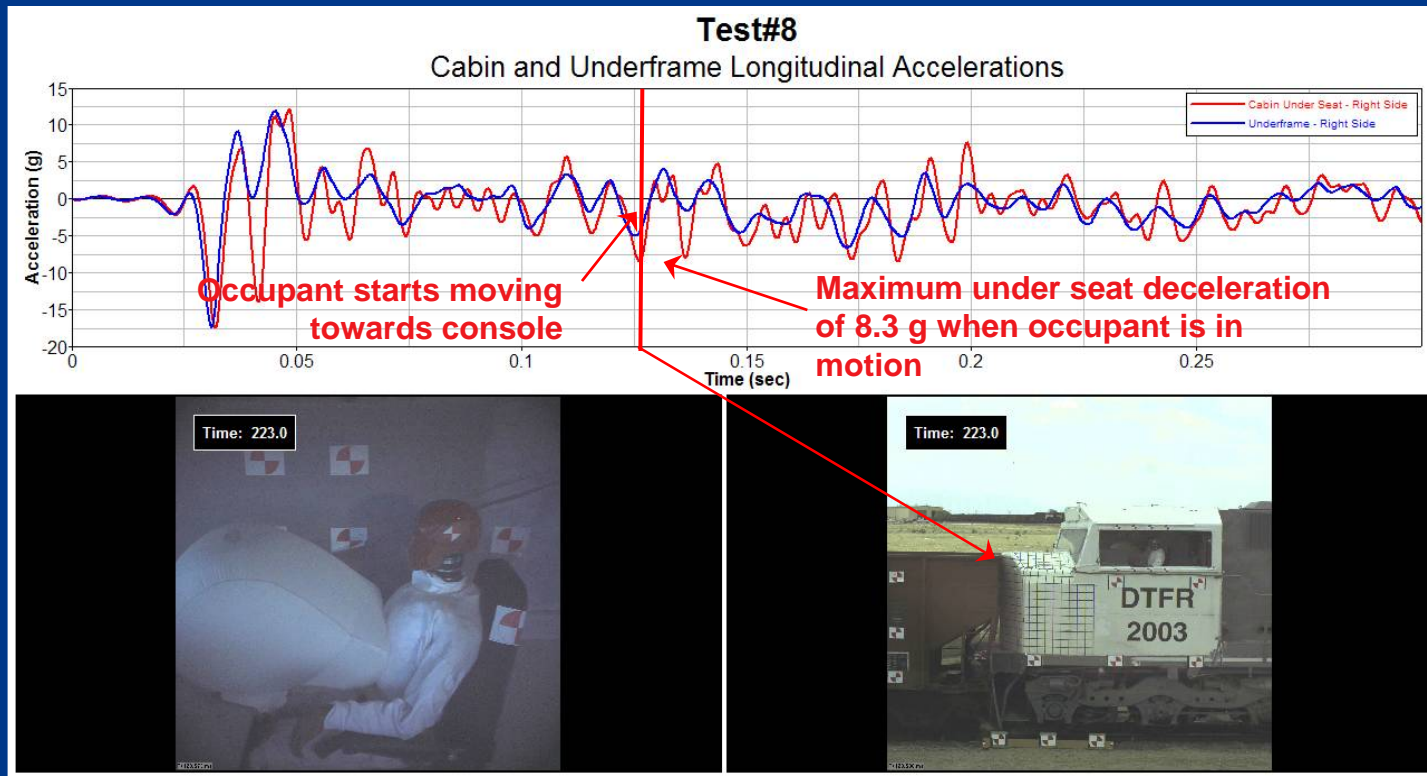 Test#8
Cabin and Underframe Longitudinal Accelerations
15
10
5
0
-5
-10
-15
-20
Acceleration (g)
Cabin Under Seat - Right Side
Underframe - Right Side
Occupant starts moving
towards console
Maximum under seat deceleration
of 8.3 g when occupant is in
motion
0
0.05
0.1
0.15
0.2
0.25
Time (sec)
Time: 223.0
Time: 223.0
DTFR
2003